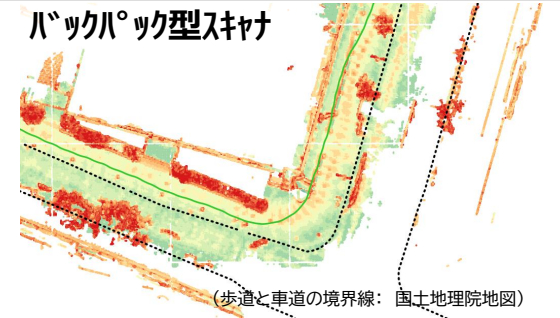 バックパック型スキャナ
（歩道と車道の境界線： 国土地理院地図）